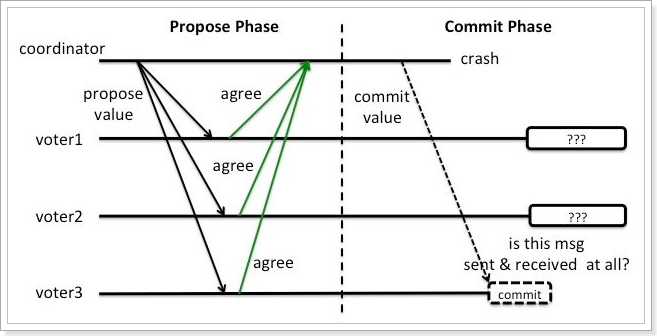 Propose Phase
Commit Phase
coordinator
crash
propose
value
agree
commit
value
voter1
???
agree
voter2
???
is this msg
sent & received at all?
agree
voter3
commit